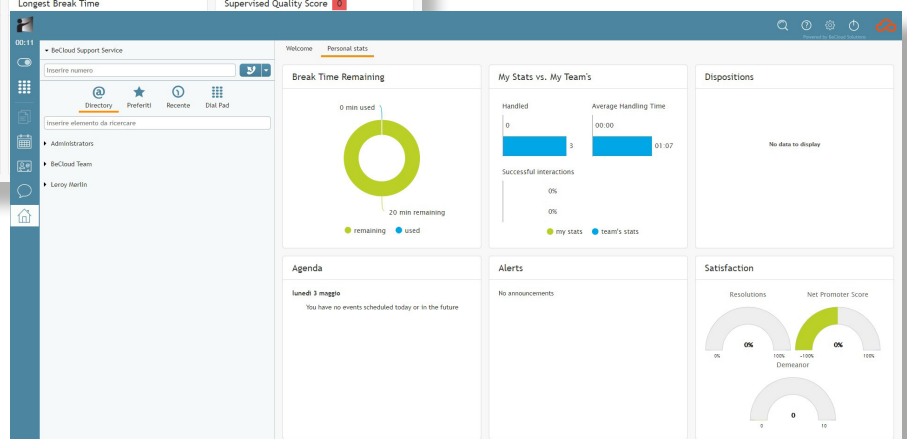 Longest Break Time
Supervised Quality Score 0
Powered by BeCloud Solutions
00:11
BeCloud Support Service
Inserire numero
Directory Preferiti Recente Dial Pad
Inserire elemento da ricercare
Administrators
BeCloud Team
Leroy Merlin
Welcome Personal stats
Break Time Remaining
0 min used
20 min remaining
remaining used
My Stats vs. My Team's
Handled Average Handling Time
0 00:00
3 01:07
Successful interactions
0%
0%
my stats team's stats
Dispositions
No data to display
Agenda
lunedì 3 maggio
You have no events scheduled today or in the future
Alerts
No announcements
Satisfaction
Resolutions Net Promoter Score
0% 0%
0% 100% -100% 100%
Demeanor
0
0 10